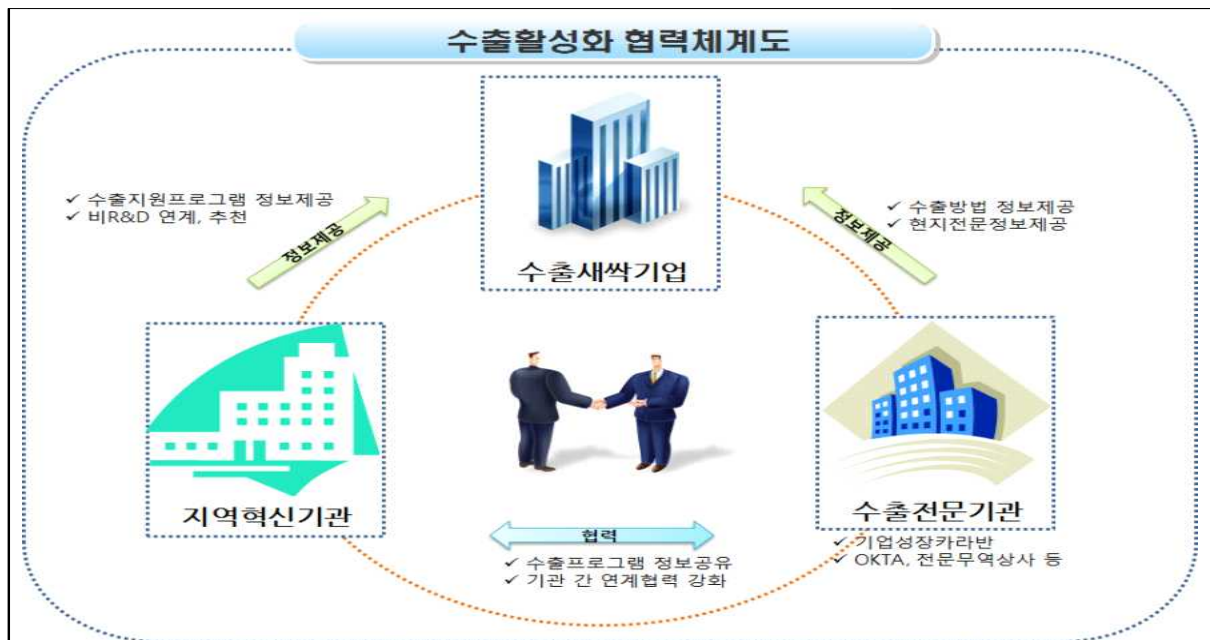 수출활성화 협력체계도
✓ 수출지원프로그램 정보제공
✓ 비R&D 연계, 추천
정보제공
수출새싹기업
✓ 수출방법 정보제공
✓ 현지전문정보제공
정보제공
지역혁신기관
수출전문기관
✓ 기업성장카라반
✓ OKTA, 전문무역상사 등
협력
✓ 수출프로그램 정보공유
✓ 기관 간 연계협력 강화